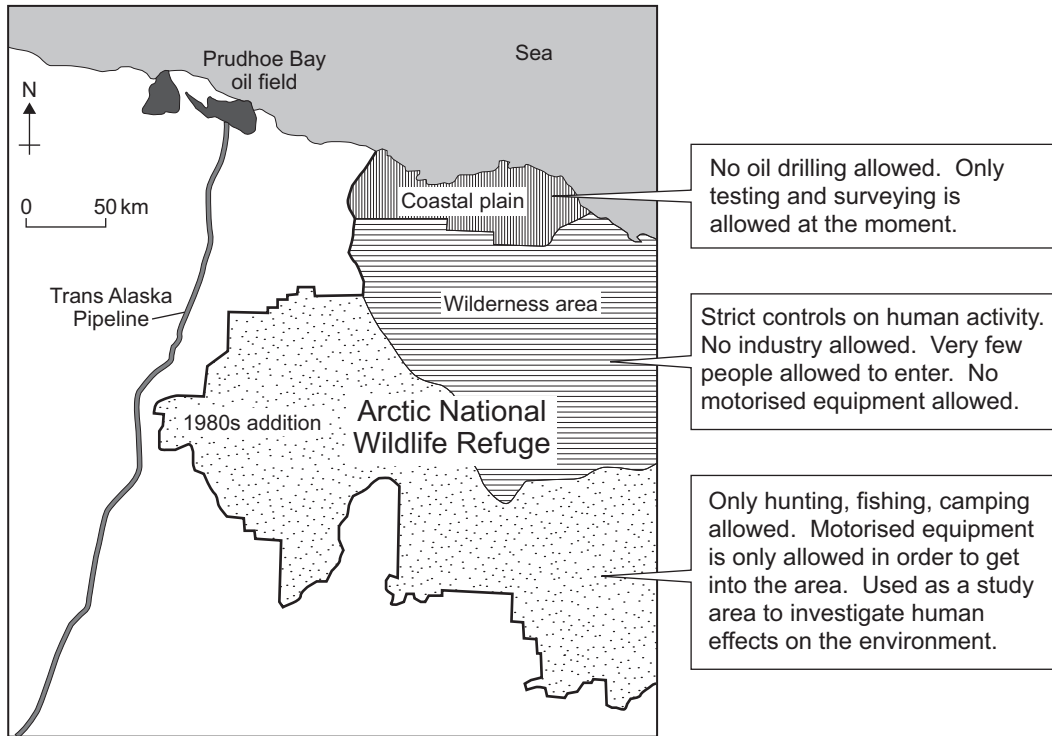 Sea
Prudhoe Bay
oil field
N
0
50 km
Coastal plain
No oil drilling allowed. Only
testing and surveying is
allowed at the moment.
Trans Alaska
Pipeline
Wilderness area
Strict controls on human activity.
No industry allowed. Very few
people allowed to enter. No
motorised equipment allowed.
1980s addition
Arctic National
Wildlife Refuge
Only hunting, fishing, camping
allowed. Motorised equipment
is only allowed in order to get
into the area. Used as a study
area to investigate human
effects on the environment.